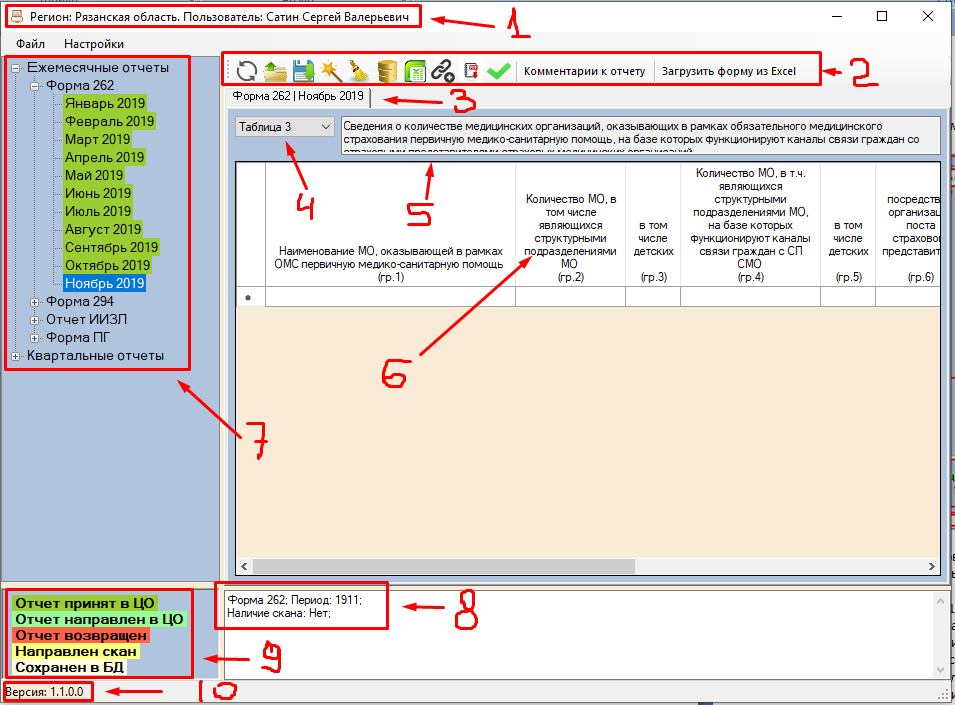 Регион: Рязанская область. Пользователь: Сатин Сергей Валерьевич
1
Файл Настройки
Ежемесячные отчеты
Форма 262
Январь 2019
Февраль 2019
Март 2019
Апрель 2019
Май 2019
Июнь 2019
Июль 2019
Август 2019
Сентябрь 2019
Октябрь 2019
Ноябрь 2019
Форма 294
Отчет ИИЗЛ
Форма ПГ
Квартальные отчеты
7
Комментарии к отчету Загрузить форму из Excel
2
Форма 262 | Ноябрь 2019
3
Таблица 3
4
Сведения о количестве медицинских организаций, оказывающих в рамках обязательного медицинского
страхования первичную медико-санитарную помощь, на базе которых функционируют каналы связи граждан со
страховыми представителями страховых медицинских организаций
5
Наименование МО, оказывающей в рамках
ОМС первичную медико-санитарную помощь
(гр.1)
Количество МО, в
том числе
являющихся
структурными
подразделениями
МО
(гр.2)
в том
числе
детских
(гр.3)
Количество МО, в т.ч.
являющихся
структурными
подразделениями МО,
на базе которых
функционируют каналы
связи граждан с СП
СМО
(гр.4)
в том
числе
детских
(гр.5)
посредств
организац
поста
страхово
представит
(гр.6)
*
6
Отчет принят в ЦО
Отчет направлен в ЦО
Отчет возвращен
Направлен скан
Сохранен в БД
9
Форма 262; Период: 1911;
Наличие скана: Нет;
8
Версия: 1.1.0.0
10